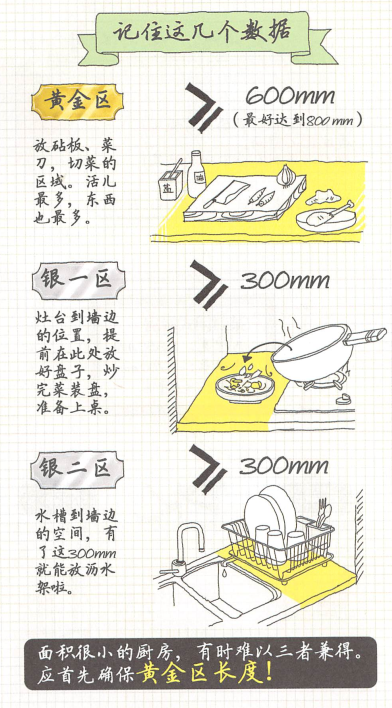 记住这几个数据
黄金区
≥ 600mm
(最好达到800mm)
放砧板、菜
刀，切菜的
区域。活儿
最多，东西
也最多。
盐
油
银一区
≥ 300mm
灶台到墙边
的位置，提
前在此处放
好盘子，炒
完菜装盘，
准备上桌。
银二区
≥ 300mm
水槽到墙边
的空间，有
了这300mm
就能放沥水
架啦。
面积很小的厨房，有时难以三者兼得。
应首先确保黄金区长度！